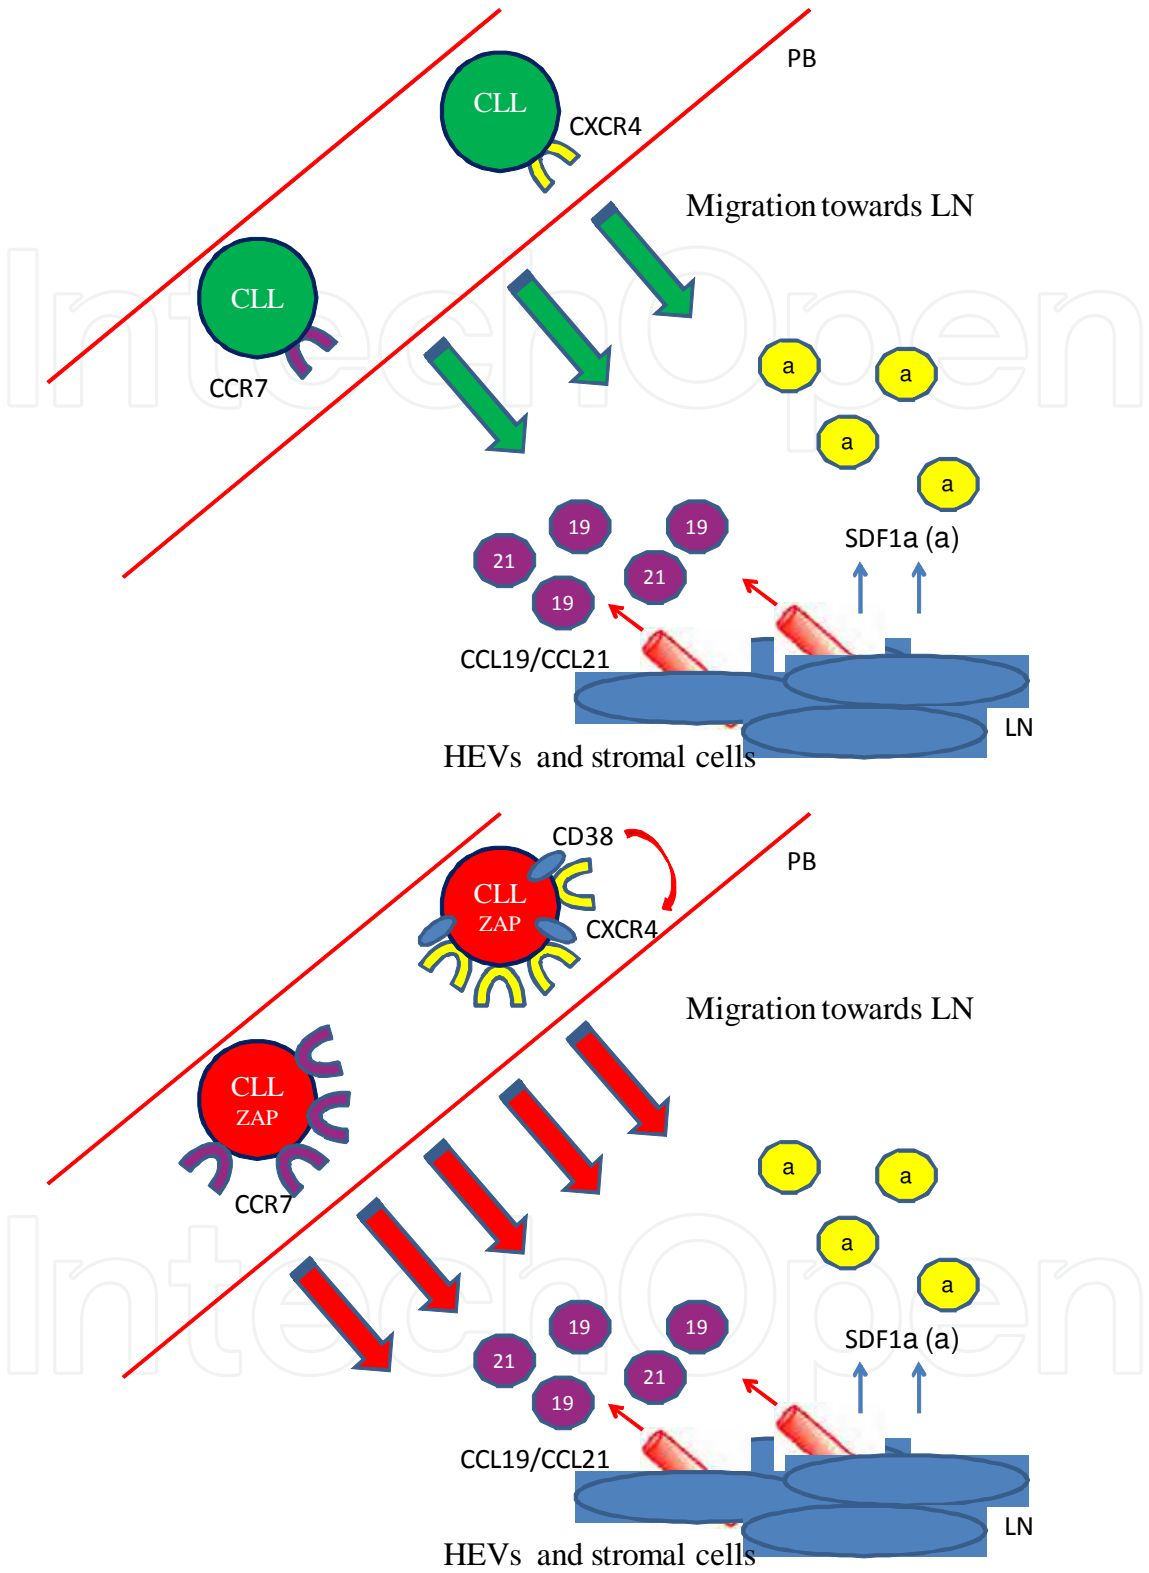 PB
CLL
CXCR4
Migration towards LN
CLL
CCR7
IntechOpen
a
a
a
a
19
19
21
21
19
SDF1a (a)
CCL19/CCL21
LN
HEVs and stromal cells
CD38
PB
CLL
ZAP
CXCR4
Migration towards LN
CLL
ZAP
CCR7
IntechOpen
a
a
a
a
19
19
21
21
19
SDF1a (a)
CCL19/CCL21
LN
HEVs and stromal cells